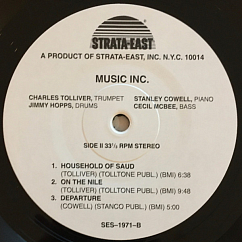 STRATA-EAST
A PRODUCT OF STRATA-EAST, INC. N.Y.C. 10014
MUSIC INC.
CHARLES TOLLIVER, TRUMPET STANLEY COWELL, PIANO
JIMMY HOPPS, DRUMS CECIL MCBEE, BASS
SIDE II 33⅓ RPM STEREO
1. HOUSEHOLD OF SAUD
(TOLLIVER) (TOLLTONE PUBL.) (BMI) 6:38
2. ON THE NILE
(TOLLIVER) (TOLLTONE PUBL.) (BMI) 9:48
3. DEPARTURE
(COWELL) (STANCO PUBL.) (BMI) 5:00
SES–1971–B